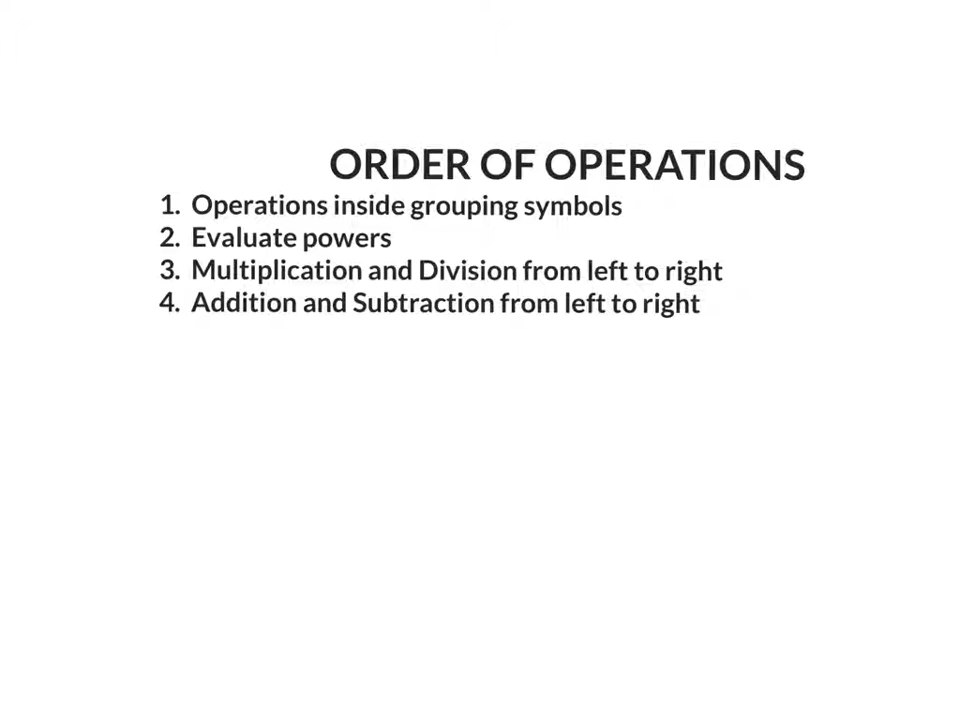 ORDER OF OPERATIONS
1. Operations inside grouping symbols
2. Evaluate powers
3. Multiplication and Division from left to right
4. Addition and Subtraction from left to right